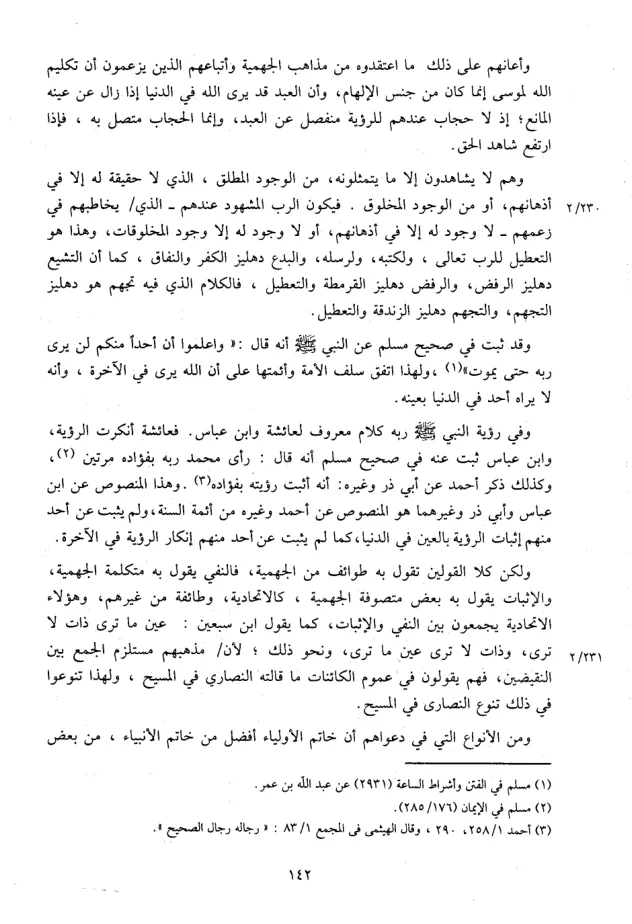 وأعانهم على ذلك ما اعتقدوه من مذاهب الجهمية وأتباعهم الذين يزعمون أن تكليم
الله لموسى إنما كان من جنس الإلهام، وأن العبد قد يرى الله في الدنيا إذا زال عن عينه
المانع؛ إذ لا حجاب عندهم للرؤية منفصل عن العبد، وإنما الحجاب متصل به ، فإذا
ارتفع شاهد الحق.
وهم لا يشاهدون إلا ما يتمثلونه، من الوجود المطلق ، الذي لا حقيقة له إلا في
٢/٢٣٠ أذهانهم، أو من الوجود المخلوق . فيكون الرب المشهود عندهم ـ الذي/ يخاطبهم في
زعمهم ـ لا وجود له إلا في أذهانهم، أو لا وجود له إلا وجود المخلوقات، وهذا هو
التعطيل للرب تعالى ، ولكتبه، ولرسله، والبدع دهليز الكفر والنفاق ، كما أن التشيع
دهليز الرفض، والرفض دهليز القرمطة والتعطيل ، فالكلام الذي فيه تجهم هو دهليز
التجهم، والتجهم دهليز الزندقة والتعطيل.
وقد ثبت في صحيح مسلم عن النبي ﷺ أنه قال :« واعلموا أن أحداً منكم لن يرى
ربه حتى يموت»(١) ،ولهذا اتفق سلف الأمة وأئمتها على أن الله يرى في الآخرة ، وأنه
لا يراه أحد في الدنيا بعينه.
وفي رؤية النبي ﷺ ربه كلام معروف لعائشة وابن عباس. فعائشة أنكرت الرؤية،
وابن عباس ثبت عنه في صحيح مسلم أنه قال : رأى محمد ربه بفؤاده مرتين (٢)،
وكذلك ذكر أحمد عن أبي ذر وغيره: أنه أثبت رؤيته بفؤاده(٣) .وهذا المنصوص عن ابن
عباس وأبي ذر وغيرهما هو المنصوص عن أحمد وغيره من أئمة السنة،ولم يثبت عن أحد
منهم إثبات الرؤية بالعين في الدنيا،كما لم يثبت عن أحد منهم إنكار الرؤية في الآخرة.
ولكن كلا القولين تقول به طوائف من الجهمية، فالنفي يقول به متكلمة الجهمية،
والإثبات يقول به بعض متصوفة الجهمية ، كالاتحادية، وطائفة من غيرهم، وهؤلاء
الاتحادية يجمعون بين النفي والإثبات، كما يقول ابن سبعين : عين ما ترى ذات لا
٢/٢٣١ ترى، وذات لا ترى عين ما ترى، ونحو ذلك ؛ لأن/ مذهبهم مستلزم الجمع بين
النقيضين، فهم يقولون في عموم الكائنات ما قالته النصارى في المسيح ، ولهذا تنوعوا
في ذلك تنوع النصارى في المسيح.
ومن الأنواع التي في دعواهم أن خاتم الأولياء أفضل من خاتم الأنبياء ، من بعض
(١) مسلم في الفتن وأشراط الساعة (٢٩٣١) عن عبد الله بن عمر.
(٢) مسلم في الإيمان (٢٨٥/١٧٦).
(٣) أحمد ٢٥٨/١، ٢٩٠ ، وقال الهيثمي فى المجمع ٨٣/١ : « رجاله رجال الصحيح ».
١٤٢